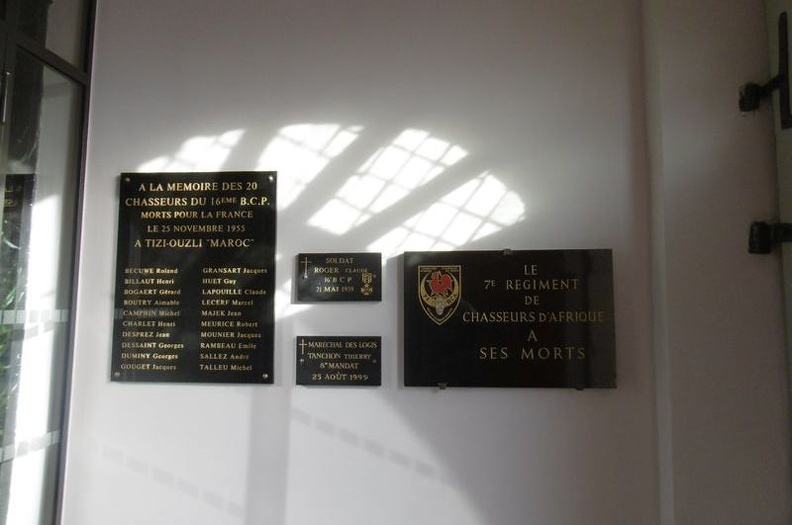 A LA MEMOIRE DES 20
CHASSEURS DU 16EME B.C.P.
MORTS POUR LA FRANCE
LE 25 NOVEMBRE 1955
A TIZI-OUZLI "MAROC"
BECUWE Roland
BILLAUT Henri
BOGAERT Gérard
BOUTRY Aimable
CAMPHIN Michel
CHARLET Henri
DESPREZ Jean
DESSAINT Georges
DUMINY Georges
GOUGET Jacques
GRANSART Jacques
HUET Guy
LAPOUILLE Claude
LECERF Marcel
MAJEK Jean
MEURICE Robert
MOUNIER Jacques
RAMBEAU Emile
SALLEZ André
TALLEU Michel
SOLDAT
ROGER CLAUDE
16 B C P
21 MAI 1959
MARECHAL DES LOGIS
TANCHON THIERRY
8e MANDAT
25 AOÛT 1995
LE
7E REGIMENT
DE
CHASSEURS D'AFRIQUE
A
SES MORTS